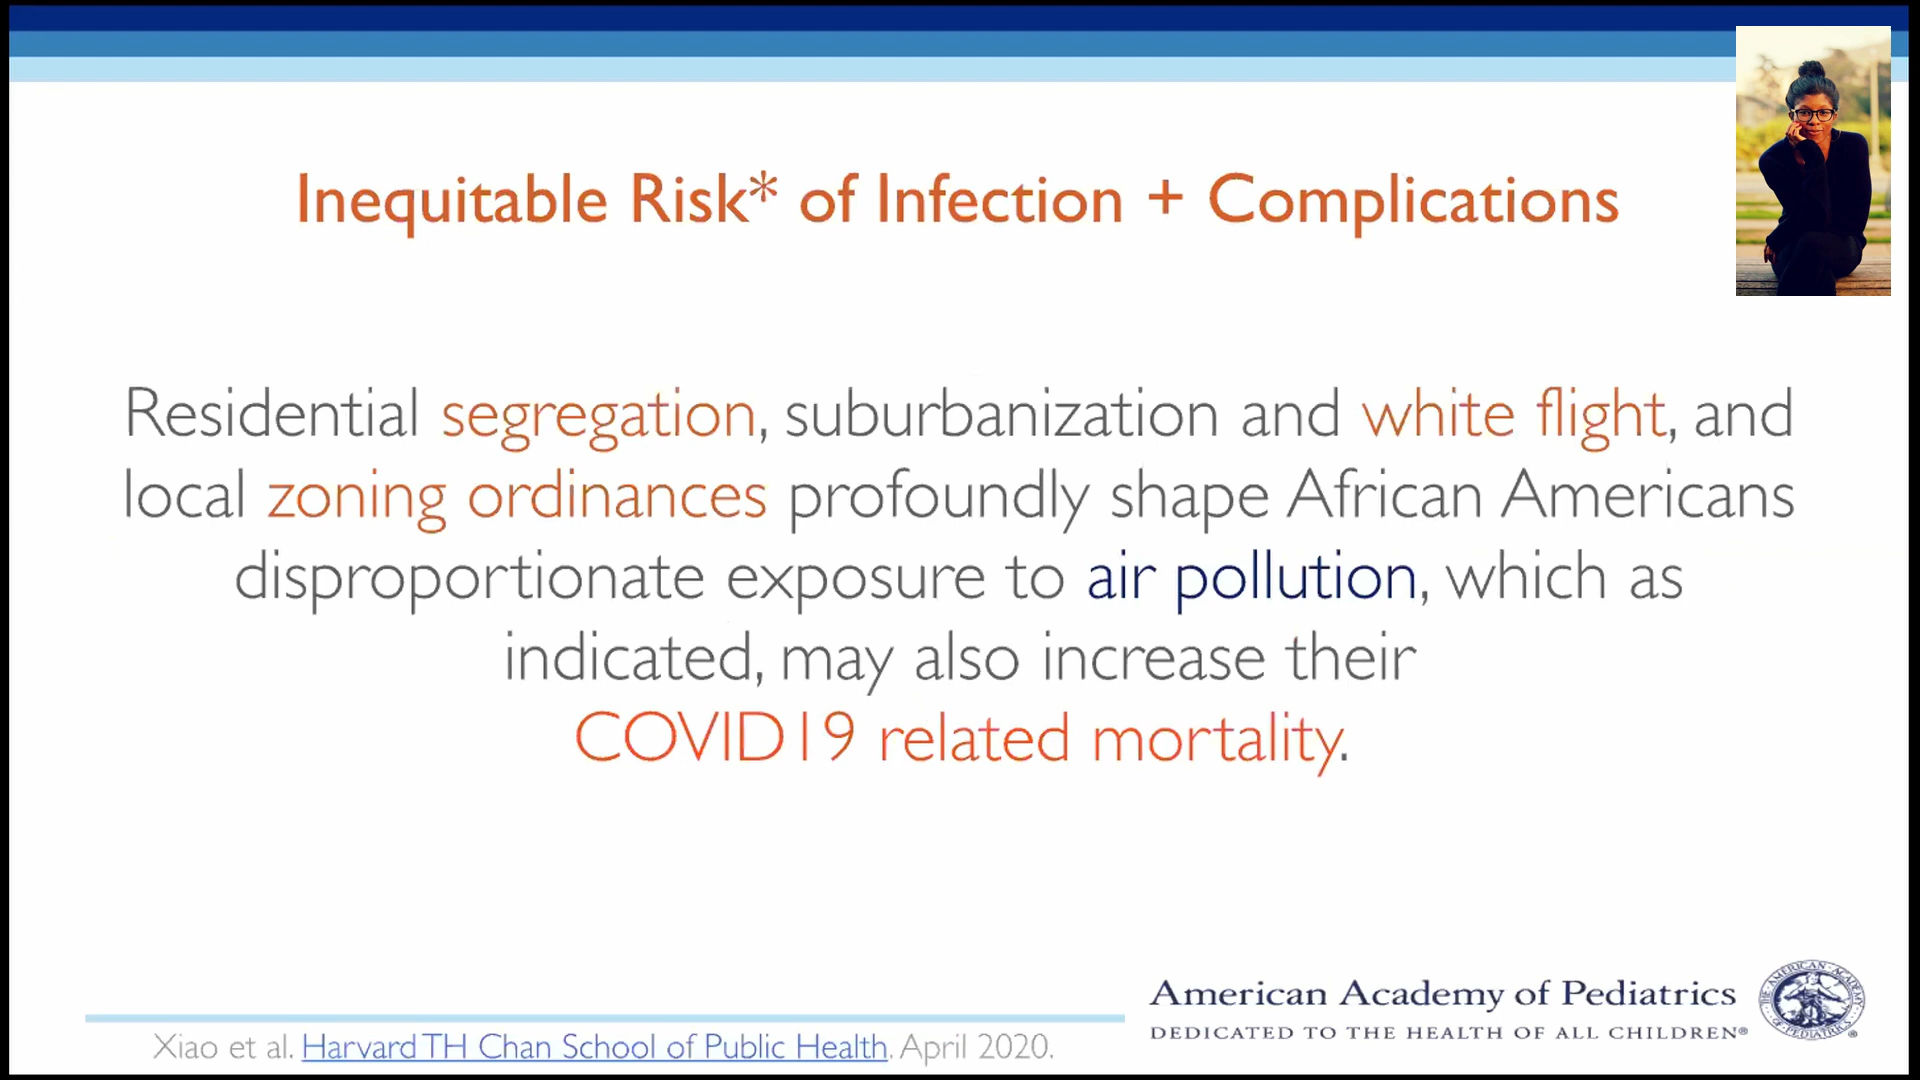 Inequitable Risk* of Infection + Complications
Residential segregation, suburbanization and white flight, and
local zoning ordinances profoundly shape African Americans
disproportionate exposure to air pollution, which as
indicated, may also increase their
COVID19 related mortality.
American Academy of Pediatrics
DEDICATED TO THE HEALTH OF ALL CHILDREN®
Xiao et al. Harvard TH Chan School of Public Health. April 2020.